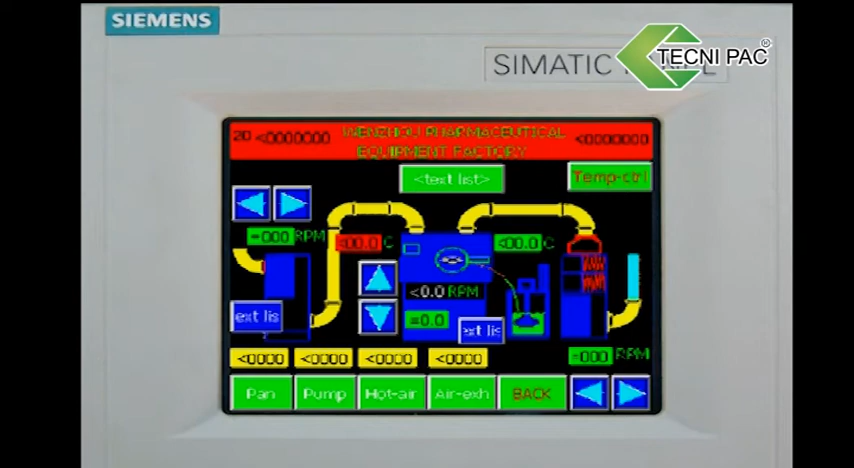 SIEMENS
SIMATIC
TECNI PAC®
20 <0000000 WENZHOU PHARMACEUTICAL <0000000
EQUIPMENT FACTORY
<text list>
Temp-ctrl
=000 RPM
<00.0 C
<00.0 C
<0.0 RPM
=0.0
ext lis
ext lis
<0000 <0000 <0000 <0000
=000 RPM
Pan Pump Hot-air Air-exh BACK